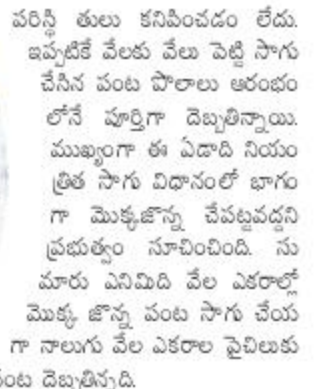 పరిస్థి తులు కనిపించడం లేదు.
ఇప్పటికే వేలకు వేలు పెట్టి సాగు
చేసిన పంట పొలాలు ఆరంభం
లోనే పూర్తిగా దెబ్బతిన్నాయి.
ముఖ్యంగా ఈ ఏడాది నియం
త్రిత సాగు విధానంలో భాగం
గా మొక్కజొన్న చేపట్టవద్దని
ప్రభుత్వం సూచించింది. సు
మారు ఎనిమిది వేల ఎకరాల్లో
మొక్క జొన్న పంట సాగు చేయ
గా నాలుగు వేల ఎకరాల పైచిలుకు
పంట దెబ్బతిన్నది.